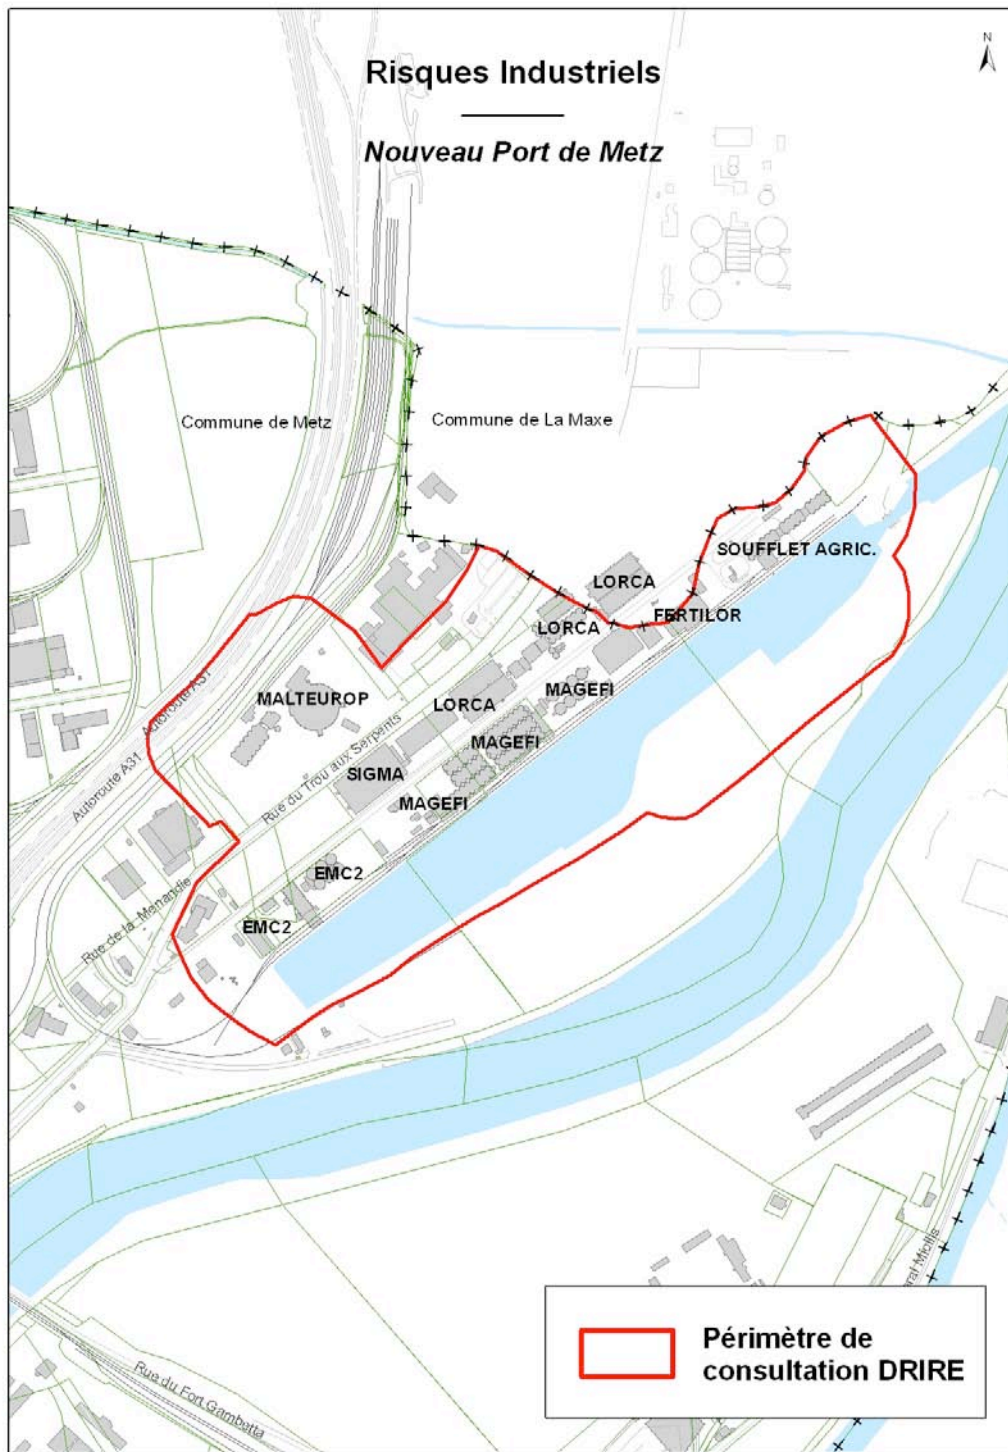 N
Risques Industriels
Nouveau Port de Metz
Commune de Metz
Commune de La Maxe
SOUFFLET AGRIC.
LORCA
FERTILOR
LORCA
MAGEFI
MALTEUROP
LORCA
Autoroute A31
MAGEFI
Rue du Trou aux Serpents
Autoroute A31
SIGMA
MAGEFI
EMC2
Rue de la Menandie
EMC2
Miollis
Périmètre de
consultation DRIRE
Rue du Fort Gambetta